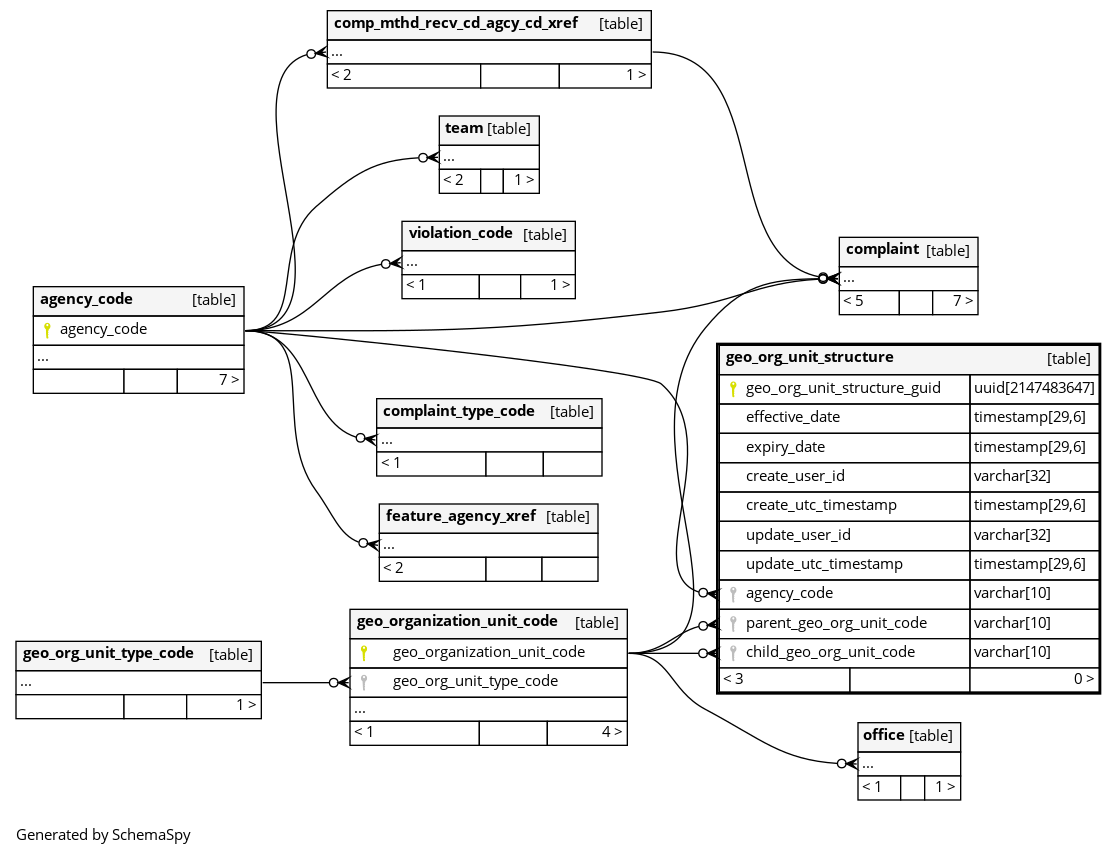 comp_mthd_recv_cd_agcy_cd_xref [table]
...
< 2 1 >
team [table]
...
< 2 1 >
violation_code [table]
...
< 1 1 >
complaint [table]
...
< 5 7 >
agency_code [table]
agency_code
...
7 >
geo_org_unit_structure [table]
geo_org_unit_structure_guid uuid[2147483647]
effective_date timestamp[29,6]
expiry_date timestamp[29,6]
create_user_id varchar[32]
create_utc_timestamp timestamp[29,6]
update_user_id varchar[32]
update_utc_timestamp timestamp[29,6]
agency_code varchar[10]
parent_geo_org_unit_code varchar[10]
child_geo_org_unit_code varchar[10]
< 3 0 >
complaint_type_code [table]
...
< 1
feature_agency_xref [table]
...
< 2
geo_organization_unit_code [table]
geo_organization_unit_code
geo_org_unit_type_code
...
< 1 4 >
geo_org_unit_type_code [table]
...
1 >
office [table]
...
< 1 1 >
Generated by SchemaSpy